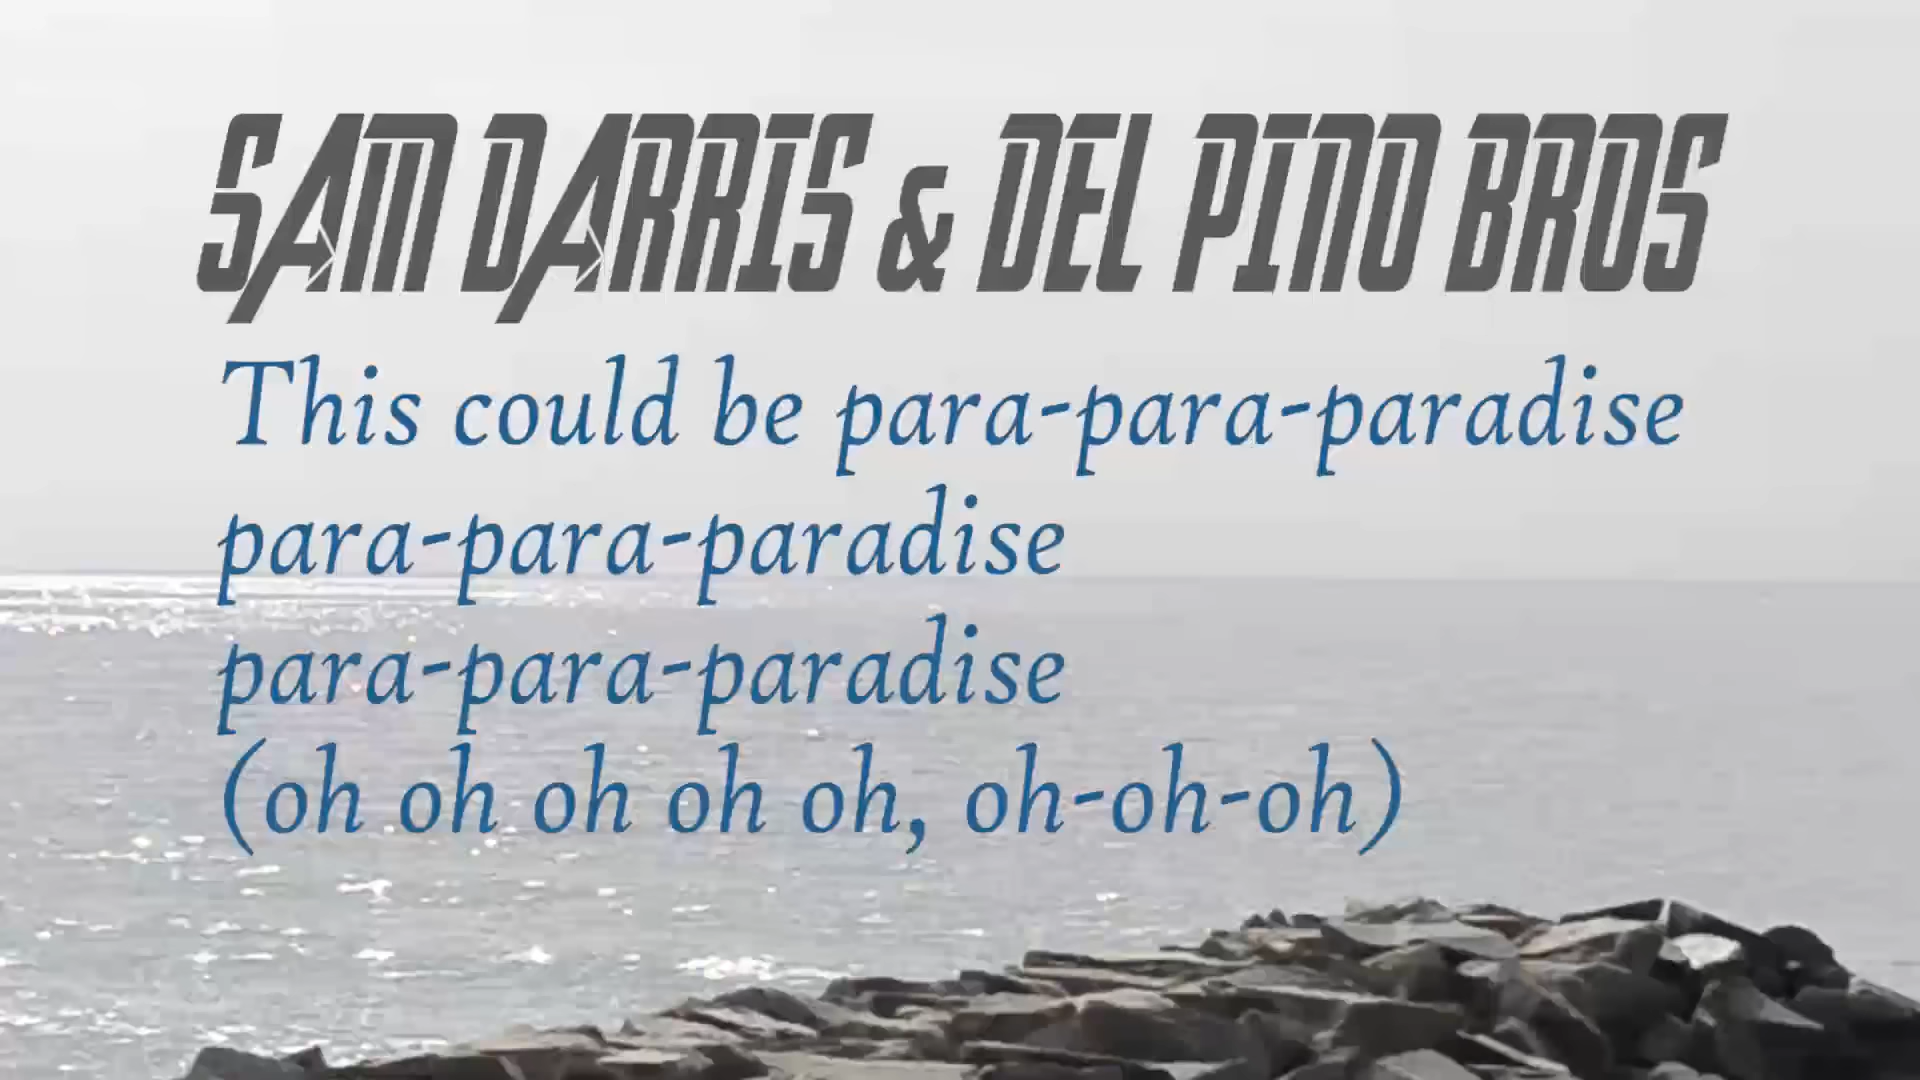 SAM DARRIS & DEL PINO BROS
This could be para-para-paradise
para-para-paradise
para-para-paradise
(oh oh oh oh oh, oh-oh-oh)